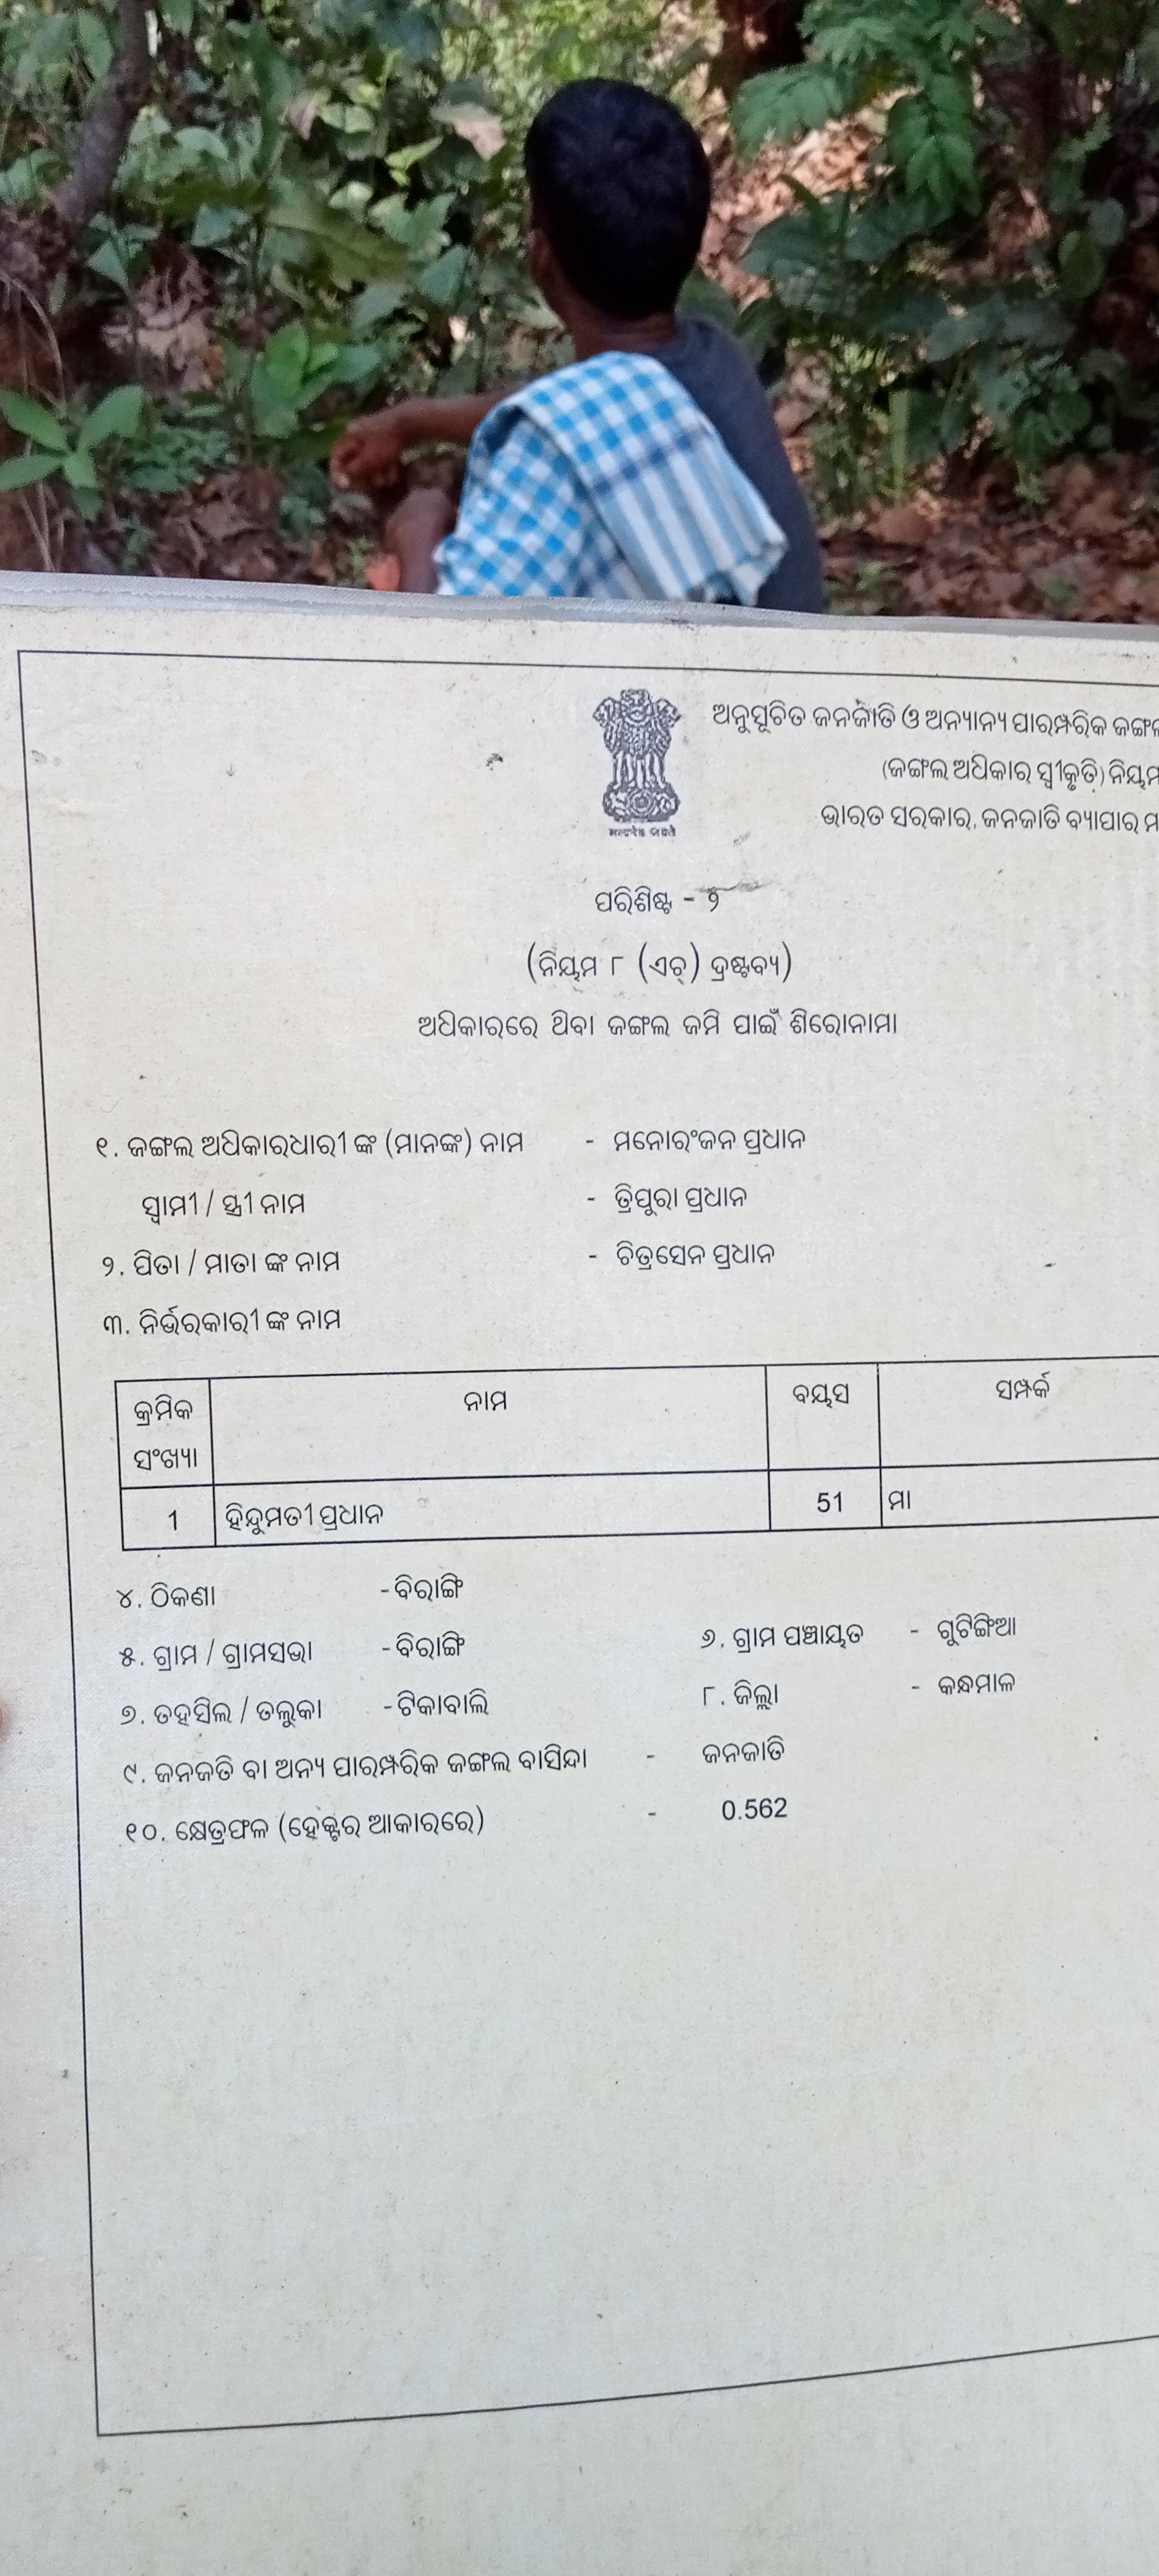 ଅନୁସୂଚିତ ଜନଜାତି ଓ ଅନ୍ୟାନ୍ୟ ପାରମ୍ପରିକ
(ଜଙ୍ଗଲ ଅଧିକାର ସ୍ୱୀକୃତି)
ଭାରତ ସରକାର, ଜନଜାତି ବ୍ୟାପାର
ପରିଶିଷ୍ଟ - ୨
(ନିୟମ ୮ (ଏଚ୍) ଦ୍ରଷ୍ଟବ୍ୟ)
ଅଧିକାରରେ ଥିବା ଜଙ୍ଗଲ ଜମି ପାଇଁ ଶିରୋନାମା
୧. ଜଙ୍ଗଲ ଅଧିକାରଧାରୀ ଙ୍କ (ମାନଙ୍କ) ନାମ - ମନୋରଂଜନ ପ୍ରଧାନ
ସ୍ୱାମୀ / ସ୍ତ୍ରୀ ନାମ - ତ୍ରିପୁରା ପ୍ରଧାନ
୨. ପିତା / ମାତା ଙ୍କ ନାମ - ଚିତ୍ରସେନ ପ୍ରଧାନ
୩. ନିର୍ଭରକାରୀ ଙ୍କ ନାମ
କ୍ରମିକ ସଂଖ୍ୟା ନାମ ବୟସ ସମ୍ପର୍କ
1 ହିନ୍ଦୁମତୀ ପ୍ରଧାନ 51 ମା
୪. ଠିକଣା - ବିରାଙ୍ଗି
୫. ଗ୍ରାମ / ଗ୍ରାମସଭା - ବିରାଙ୍ଗି ୬. ଗ୍ରାମ ପଞ୍ଚାୟତ - ଗୁଟିଙ୍ଗିଆ
୭. ତହସିଲ / ତଲୁକା - ଟିକାବାଲି ୮. ଜିଲ୍ଲା - କନ୍ଧମାଳ
୯. ଜନଜତି ବା ଅନ୍ୟ ପାରମ୍ପରିକ ଜଙ୍ଗଲ ବାସିନ୍ଦା - ଜନଜାତି
୧୦. କ୍ଷେତ୍ରଫଳ (ହେକ୍ଟର ଆକାରରେ) - 0.562